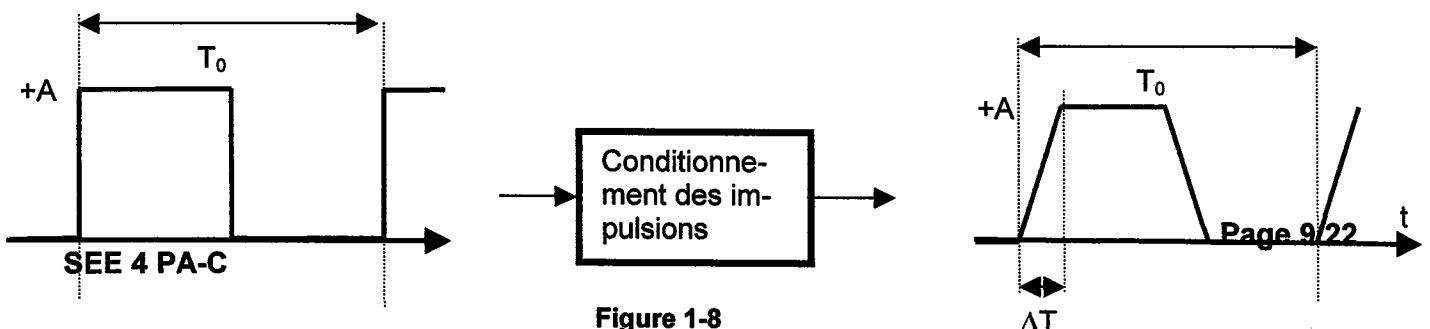 T₀
+A
SEE 4 PA-C
Conditionne-
ment des im-
pulsions
Figure 1-8
T₀
+A
t
Page 9/22
ΔT